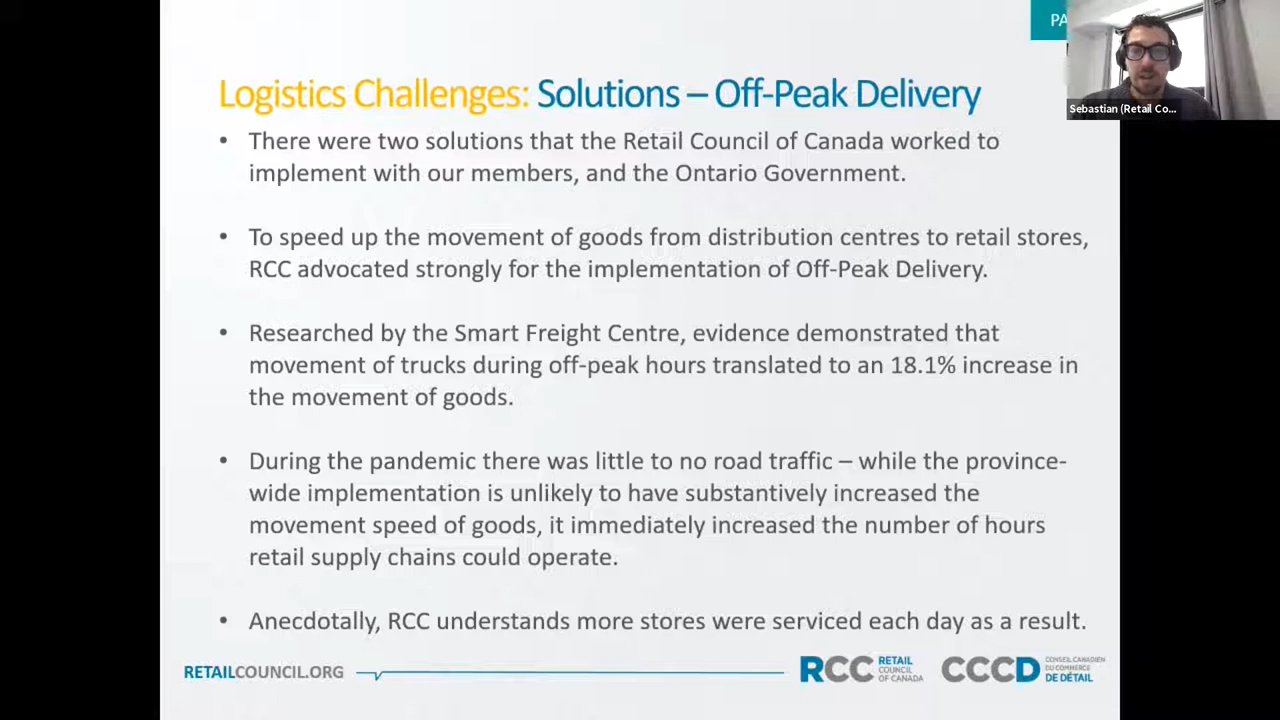 PA
Logistics Challenges: Solutions – Off-Peak Delivery
Sebastian (Retail Co...
• There were two solutions that the Retail Council of Canada worked to
implement with our members, and the Ontario Government.
• To speed up the movement of goods from distribution centres to retail stores,
RCC advocated strongly for the implementation of Off-Peak Delivery.
• Researched by the Smart Freight Centre, evidence demonstrated that
movement of trucks during off-peak hours translated to an 18.1% increase in
the movement of goods.
• During the pandemic there was little to no road traffic – while the province-
wide implementation is unlikely to have substantively increased the
movement speed of goods, it immediately increased the number of hours
retail supply chains could operate.
• Anecdotally, RCC understands more stores were serviced each day as a result.
RETAILCOUNCIL.ORG
RCC
RETAIL
COUNCIL
OF CANADA
CCCD
CONSEIL CANADIEN
DU COMMERCE
DE DÉTAIL